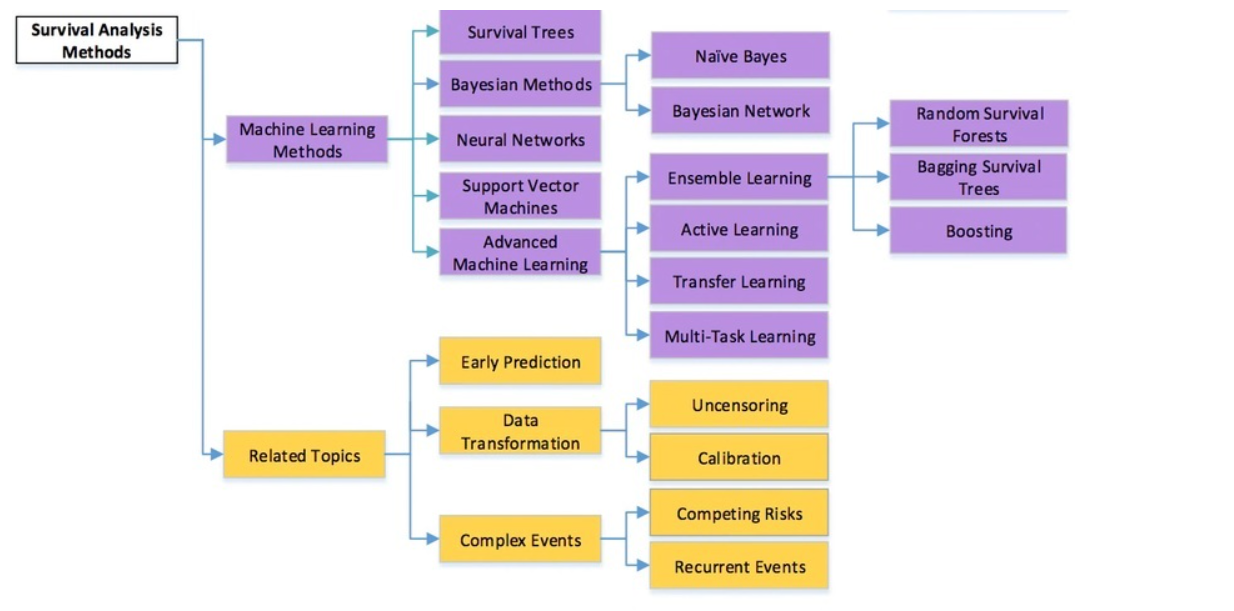 Survival Analysis
Methods
Machine Learning
Methods
Survival Trees
Bayesian Methods
Naïve Bayes
Bayesian Network
Neural Networks
Support Vector
Machines
Advanced
Machine Learning
Ensemble Learning
Random Survival
Forests
Bagging Survival
Trees
Boosting
Active Learning
Transfer Learning
Multi-Task Learning
Related Topics
Early Prediction
Data
Transformation
Uncensoring
Calibration
Complex Events
Competing Risks
Recurrent Events